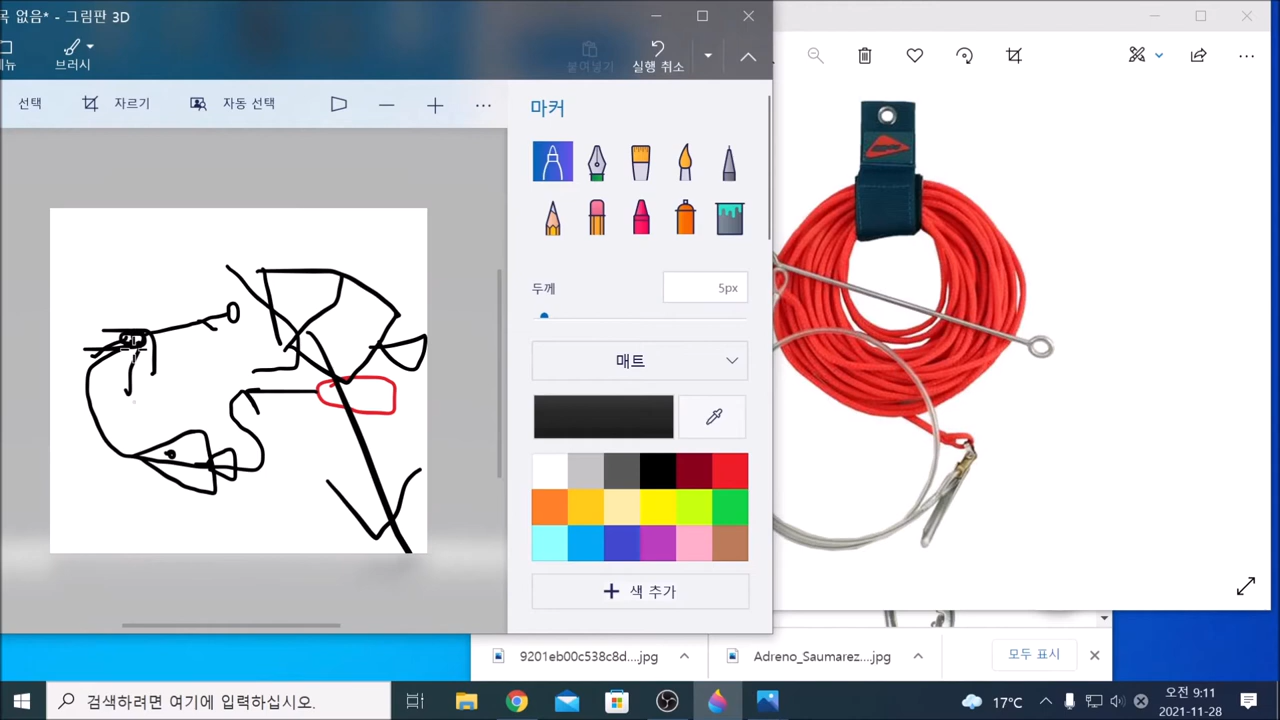 목 없음* - 그림판 3D
메뉴
브러시
붙여넣기
실행 취소
선택
자르기
자동 선택
마커
두께
5px
매트
색 추가
9201eb00c538c8d....jpg
Adreno_Saumarez....jpg
모두 표시
검색하려면 여기에 입력하십시오.
17°C
오전 9:11
2021-11-28